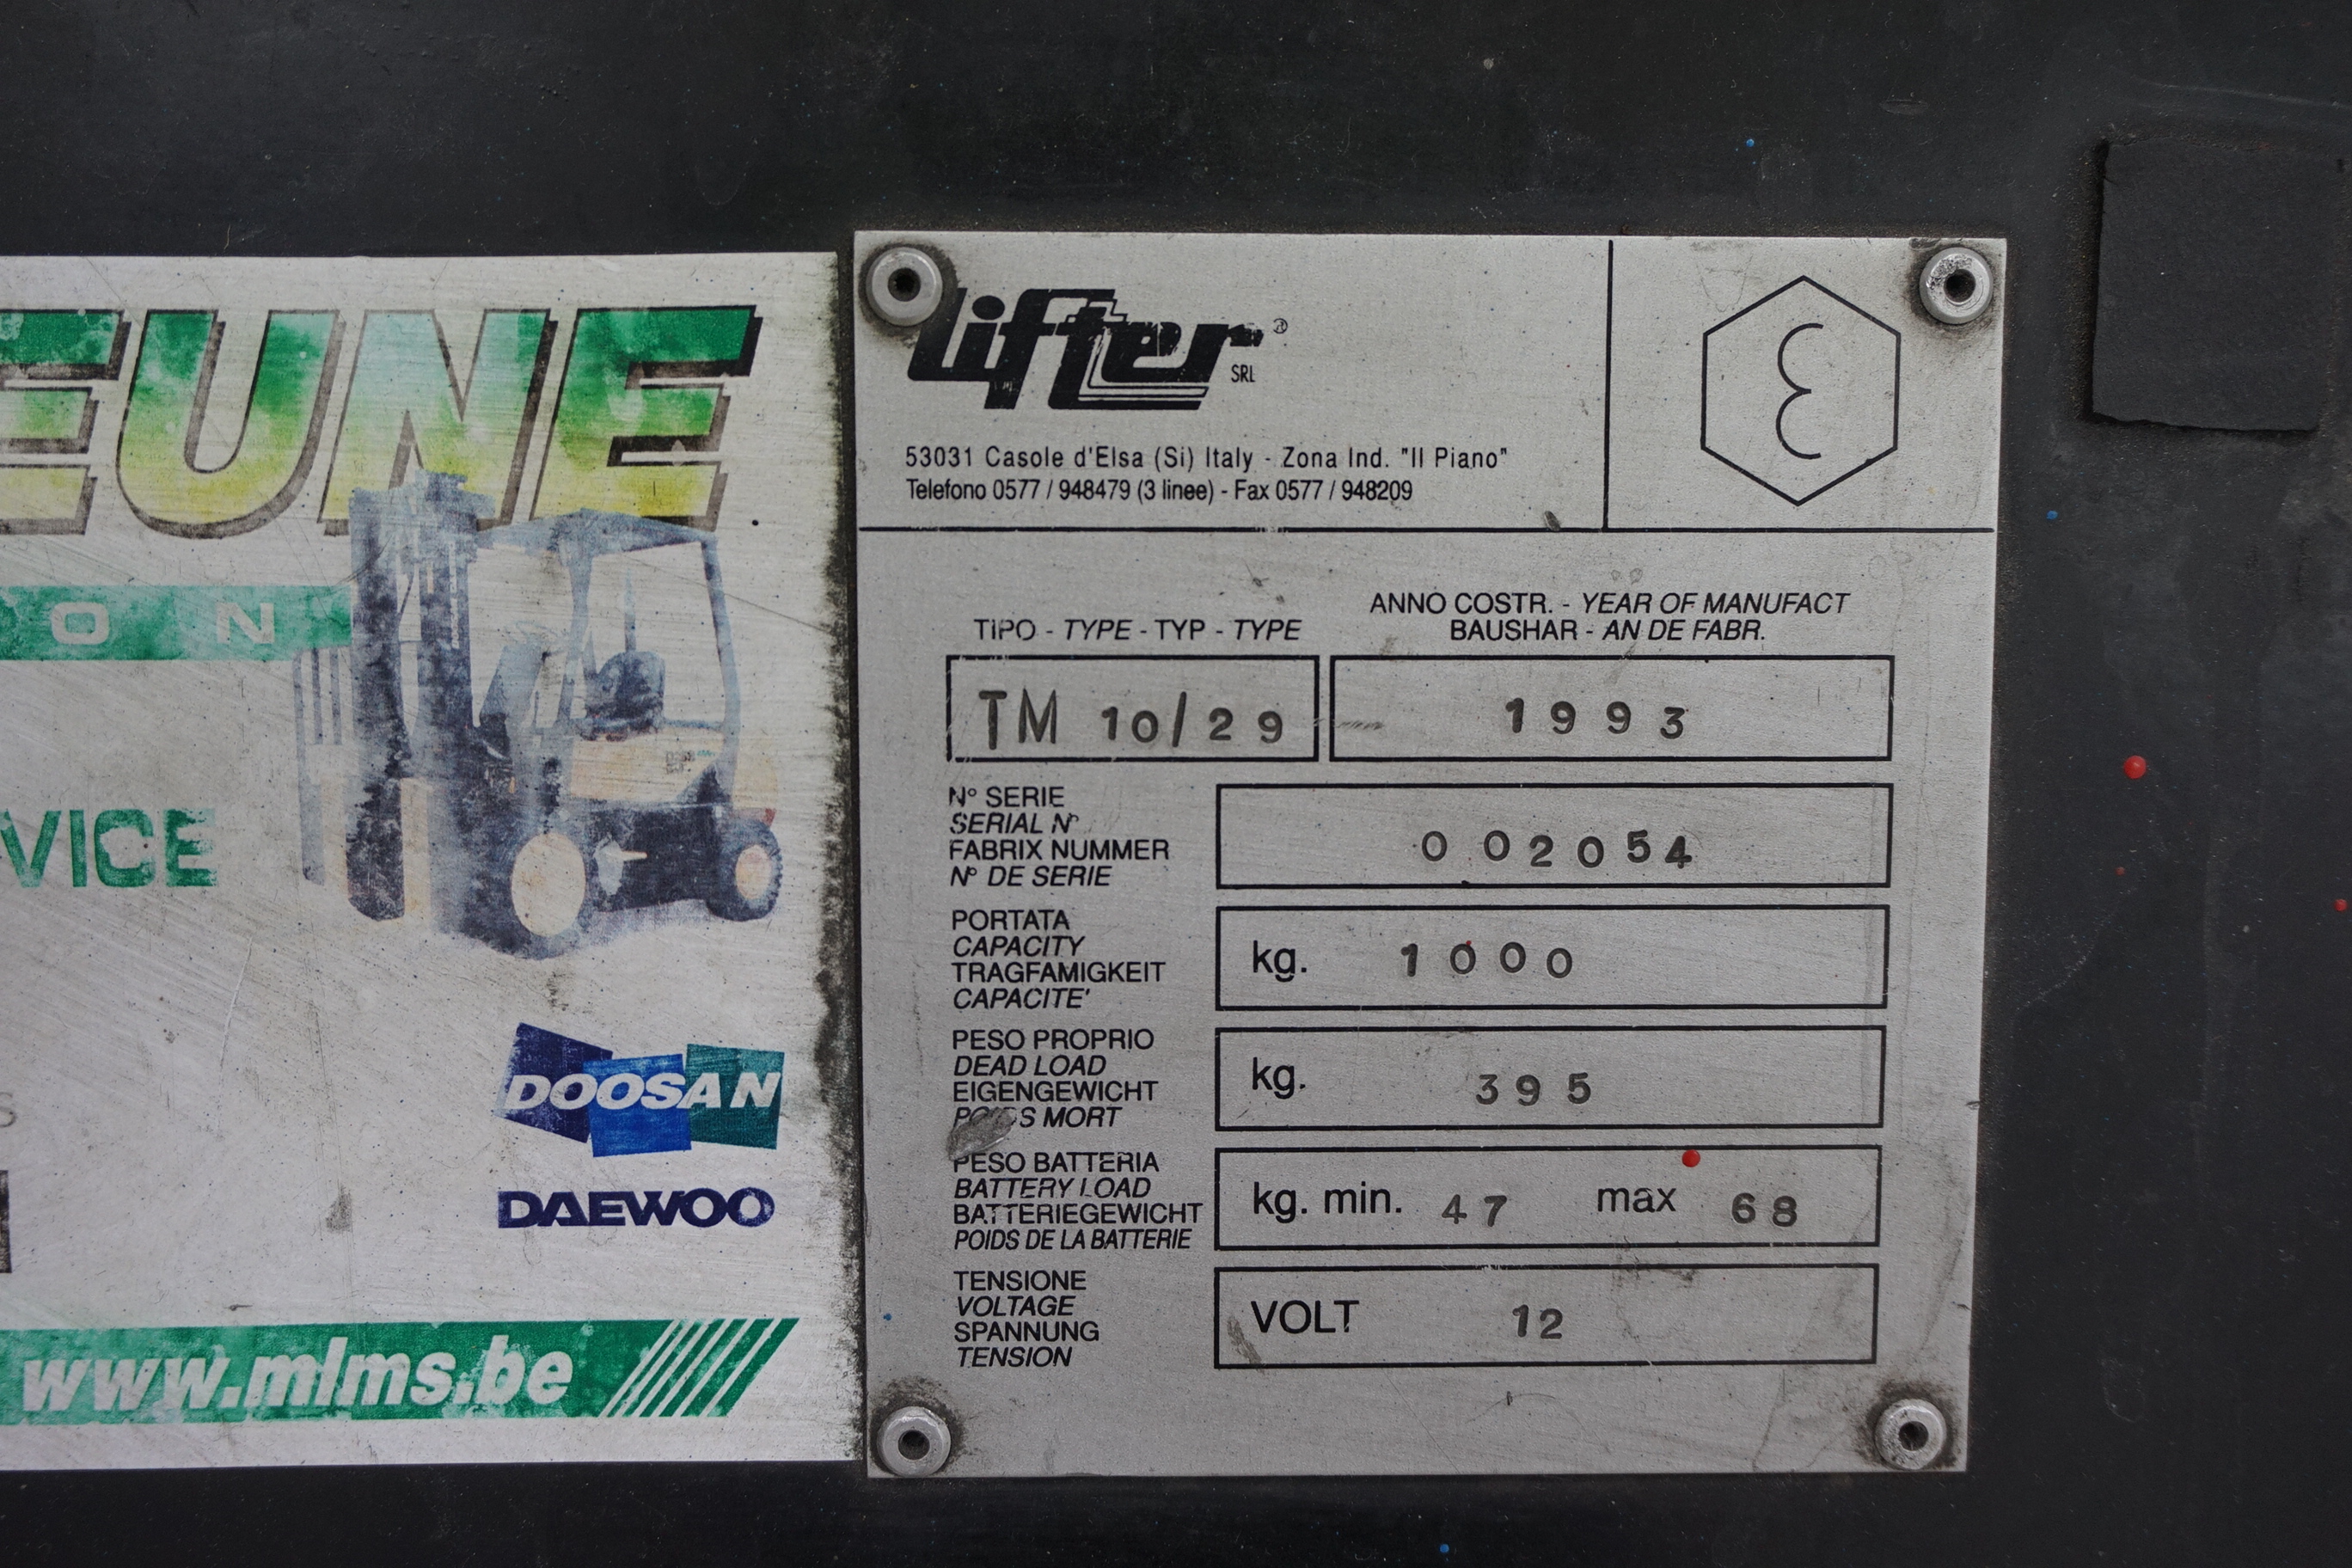 EUNE
O N
VICE
DOOSAN
DAEWOO
www.mlms.be
lifter ®
SRL
53031 Casole d'Elsa (Si) Italy - Zona Ind. "Il Piano"
Telefono 0577 / 948479 (3 linee) - Fax 0577 / 948209
TIPO - TYPE - TYP - TYPE
ANNO COSTR. - YEAR OF MANUFACT
BAUSHAR - AN DE FABR.
TM 10/29
1993
N° SERIE
SERIAL N°
FABRIX NUMMER
N° DE SERIE
002054
PORTATA
CAPACITY
TRAGFAMIGKEIT
CAPACITE'
kg. 1000
PESO PROPRIO
DEAD LOAD
EIGENGEWICHT
POIDS MORT
kg. 395
PESO BATTERIA
BATTERY LOAD
BATTERIEGEWICHT
POIDS DE LA BATTERIE
kg. min. 47 max 68
TENSIONE
VOLTAGE
SPANNUNG
TENSION
VOLT 12